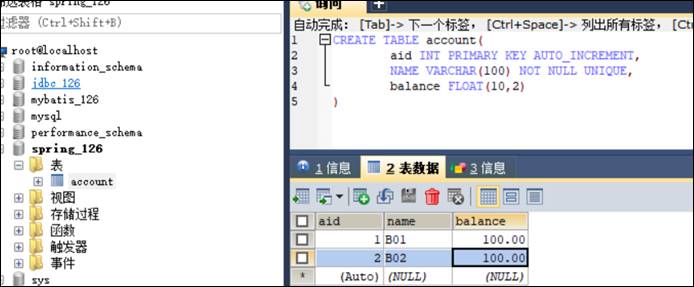 选表格 spring_126
过滤器 (Ctrl+Shift+B)
root@localhost
information_schema
jdbc_126
mybatis_126
mysql
performance_schema
spring_126
表
account
视图
存储过程
函数
触发器
事件
sys
询问
自动完成: [Tab]-> 下一个标签, [Ctrl+Space]-> 列出所有标签, [Ct
1 CREATE TABLE account(
2 aid INT PRIMARY KEY AUTO_INCREMENT,
3 NAME VARCHAR(100) NOT NULL UNIQUE,
4 balance FLOAT(10,2)
5 )
1 信息 2 表数据 3 信息
aid name balance
1 B01 100.00
2 B02 100.00
* (Auto) (NULL) (NULL)